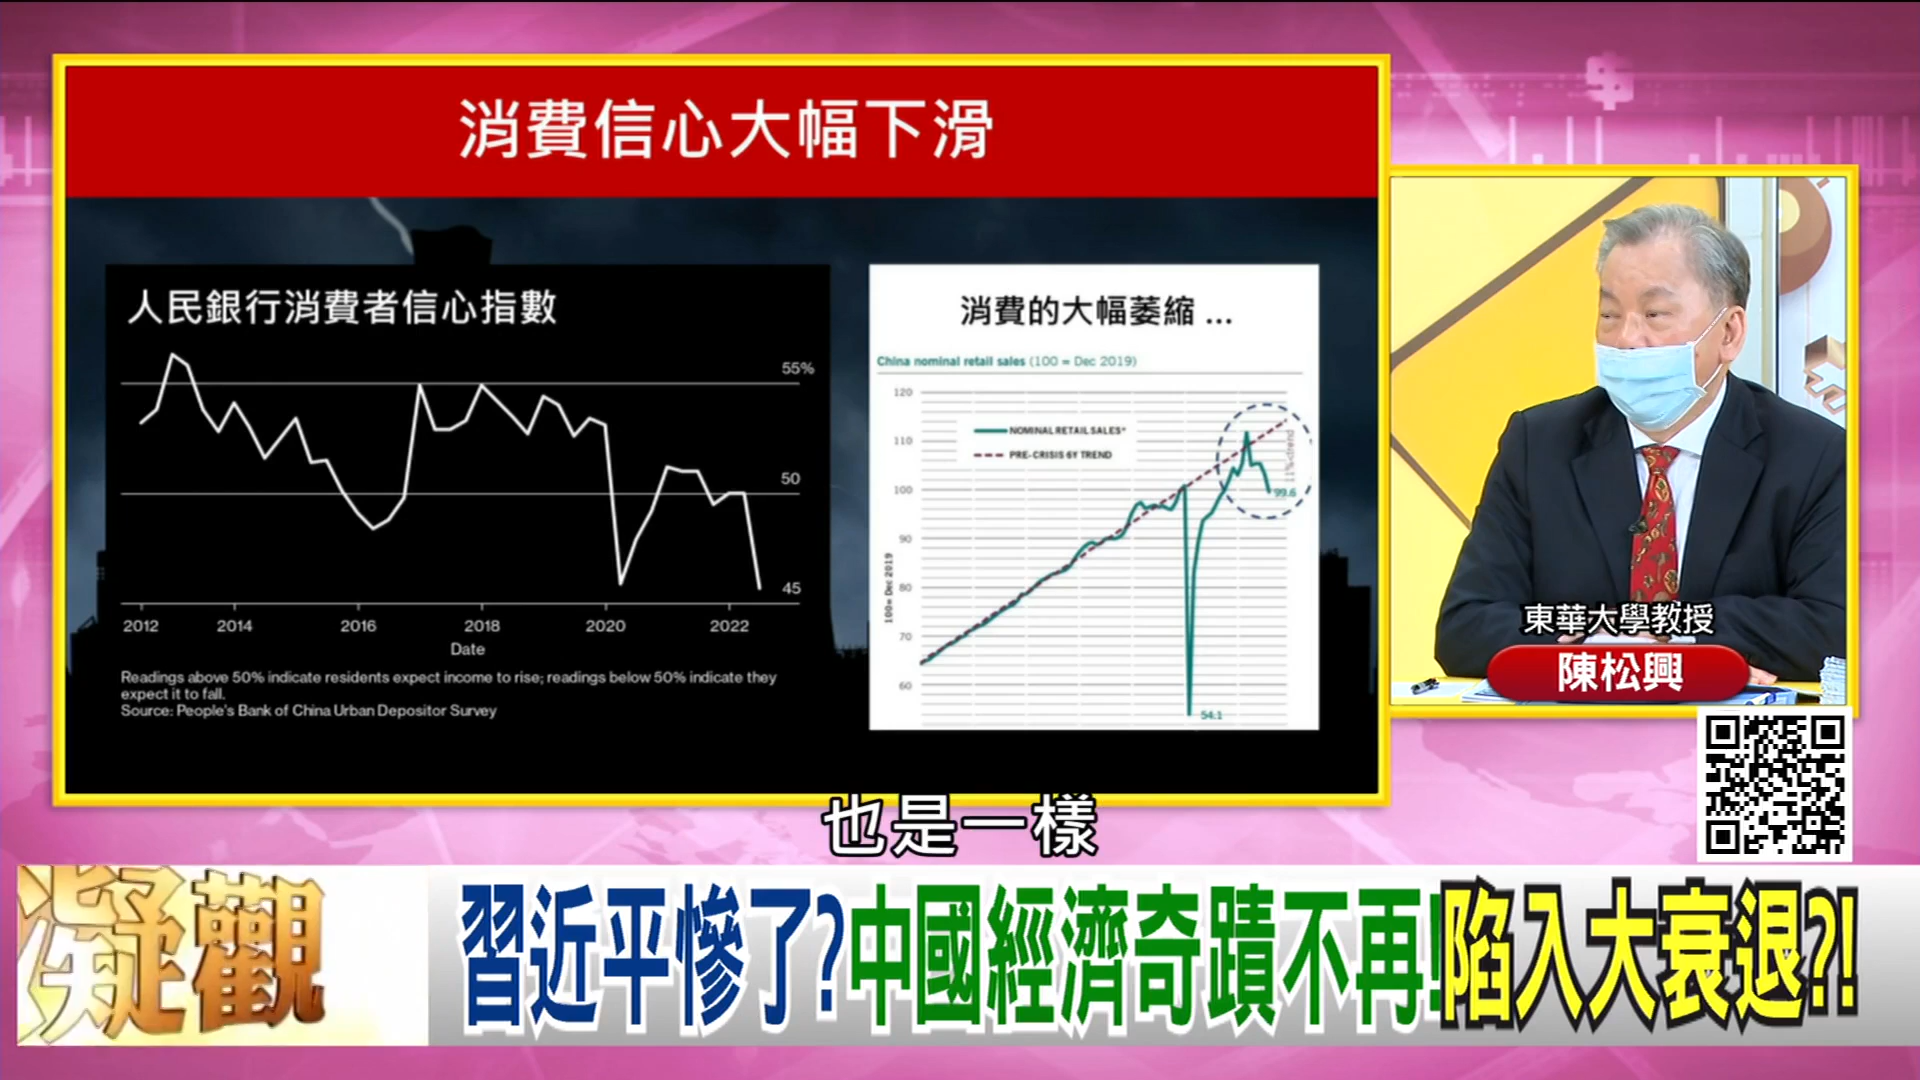 消費信心大幅下滑
人民銀行消費者信心指數
55%
50
45
2012 2014 2016 2018 2020 2022
Date
Readings above 50% indicate residents expect income to rise; readings below 50% indicate they
expect it to fall.
Source: People's Bank of China Urban Depositor Survey
消費的大幅萎縮 ...
China nominal retail sales (100 = Dec 2019)
120
110
100
90
80
70
60
100= Dec 2019
NOMINAL RETAIL SALES*
PRE-CRISIS 6Y TREND
99.6
54.1
東華大學教授
陳松興
也是一樣
凝觀
習近平慘了?中國經濟奇蹟不再!陷入大衰退?!